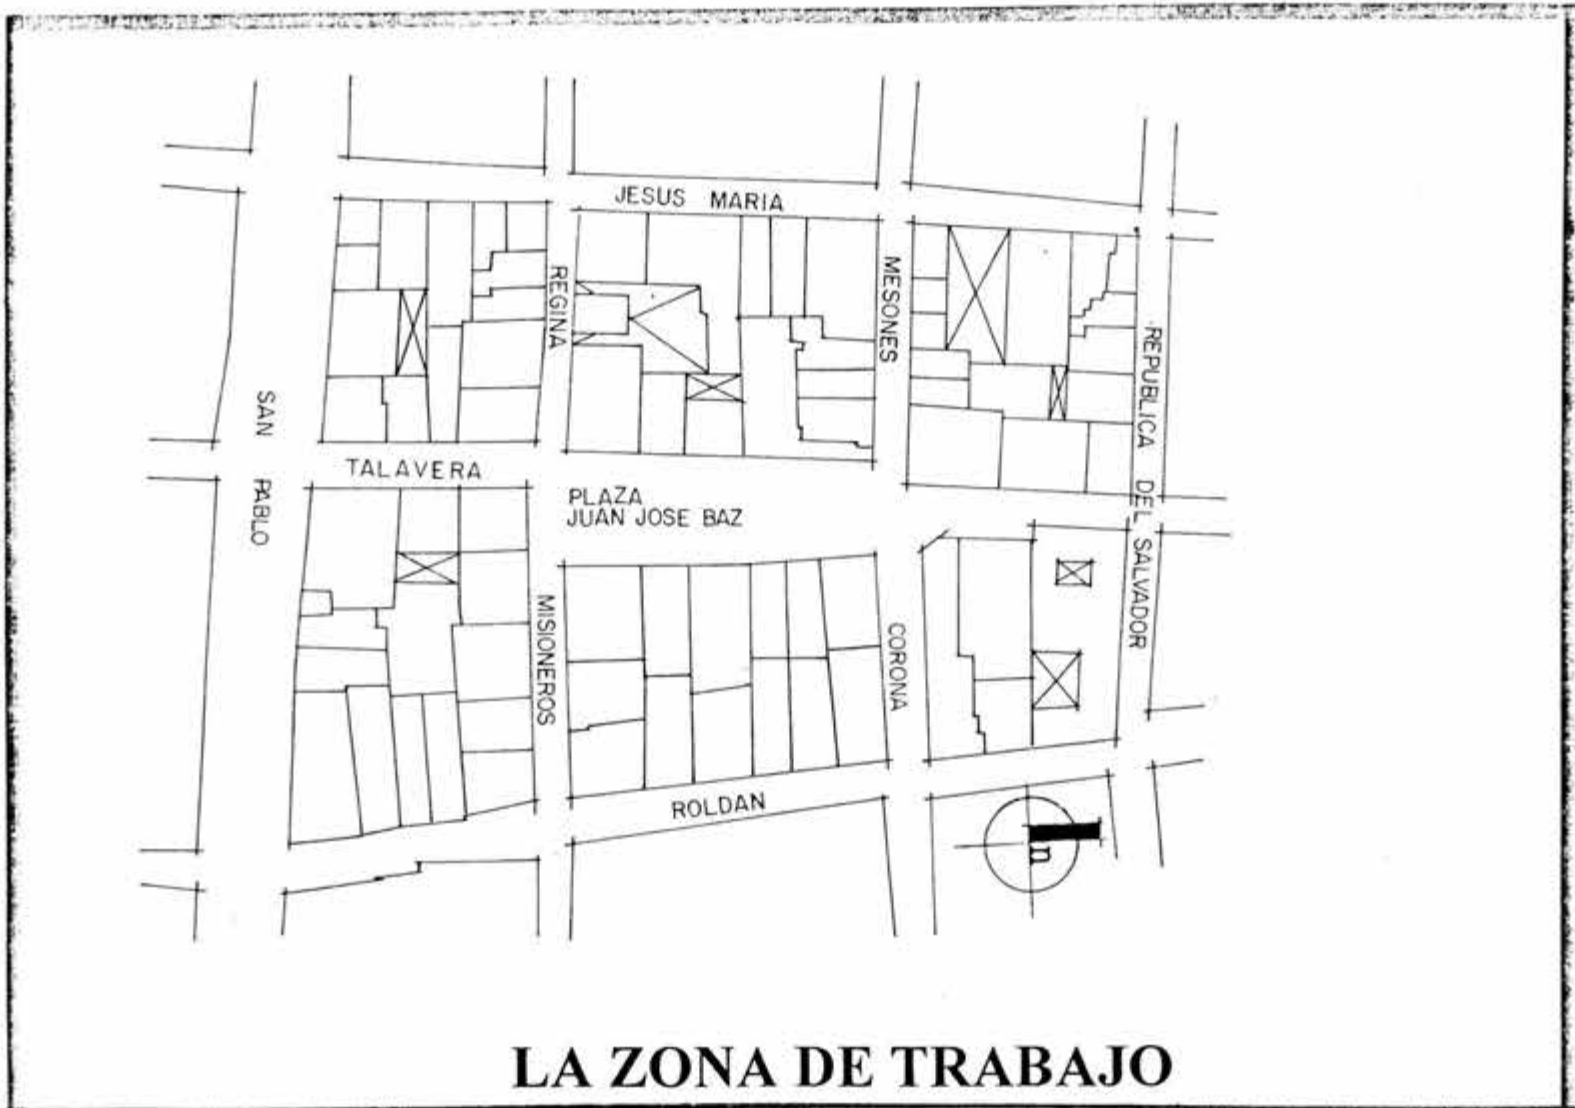 JESUS MARIA
REGINA
MESONES
REPUBLICA DEL SALVADOR
SAN PABLO
TALAVERA
PLAZA
JUAN JOSE BAZ
MISIONEROS
CORONA
ROLDAN
n
LA ZONA DE TRABAJO